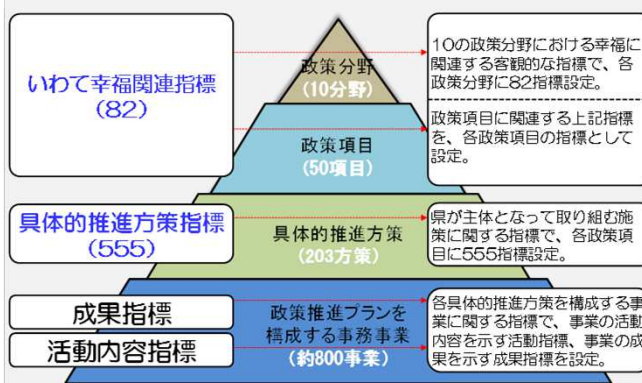 いわて幸福関連指標
(82)
政策分野
(10分野)
10の政策分野における幸福に
関連する客観的な指標で、各
政策分野に82指標設定。
政策項目
(50項目)
政策項目に関連する上記指標
を、各政策項目の指標として
設定。
具体的推進方策指標
(555)
具体的推進方策
(203方策)
県が主体となって取り組む施
策に関する指標で、各政策項
目に555指標設定。
成果指標
活動内容指標
政策推進プランを
構成する事務事業
(約800事業)
各具体的推進方策を構成する事
業に関する指標で、事業の活動
内容を示す活動指標、事業の成
果を示す成果指標を設定。